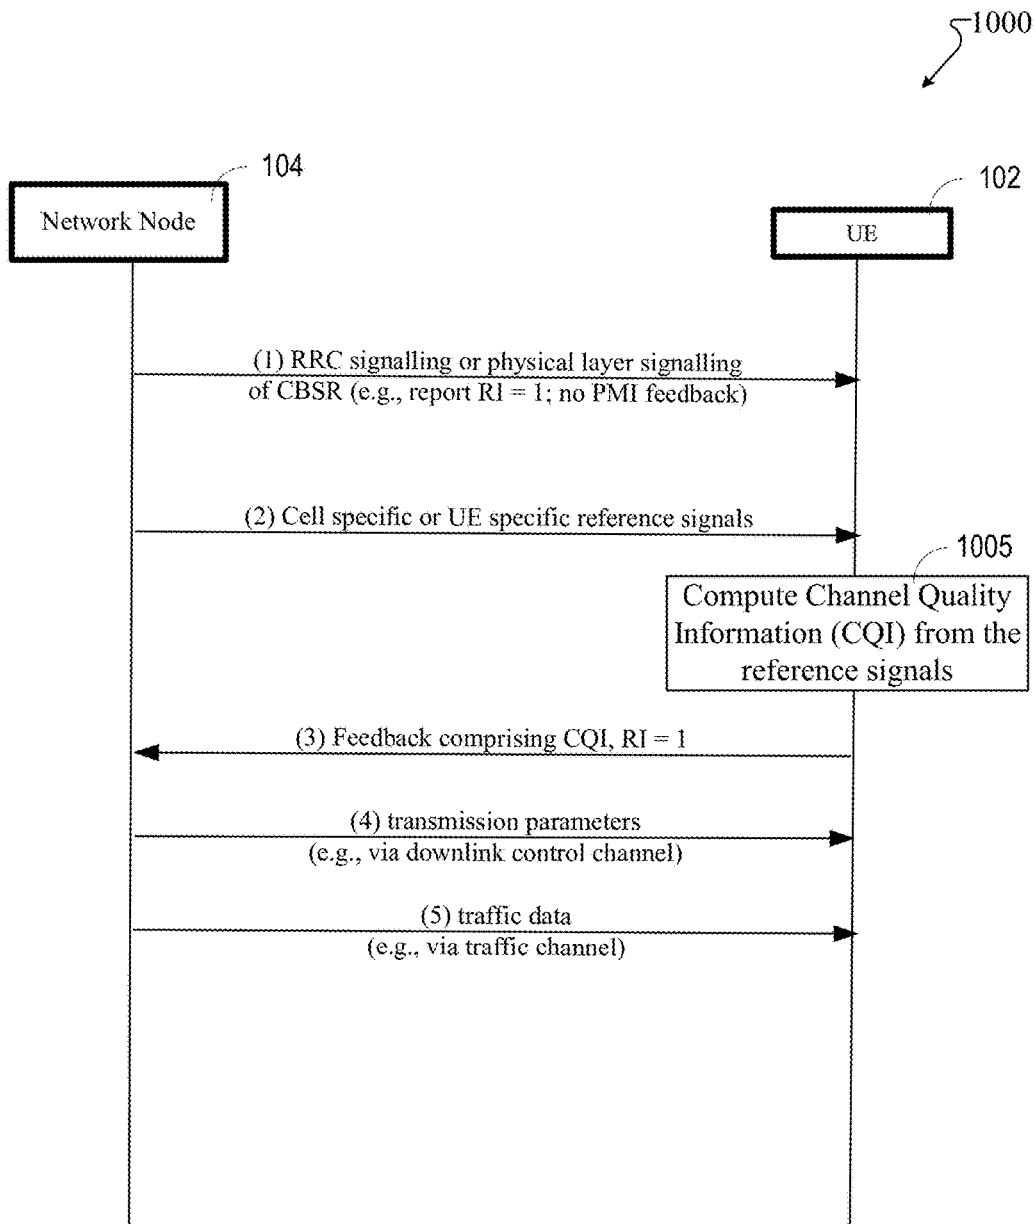 1000
104
Network Node
102
UE
(1) RRC signalling or physical layer signalling
of CBSR (e.g., report RI = 1; no PMI feedback)
(2) Cell specific or UE specific reference signals
1005
Compute Channel Quality
Information (CQI) from the
reference signals
(3) Feedback comprising CQI, RI = 1
(4) transmission parameters
(e.g., via downlink control channel)
(5) traffic data
(e.g., via traffic channel)